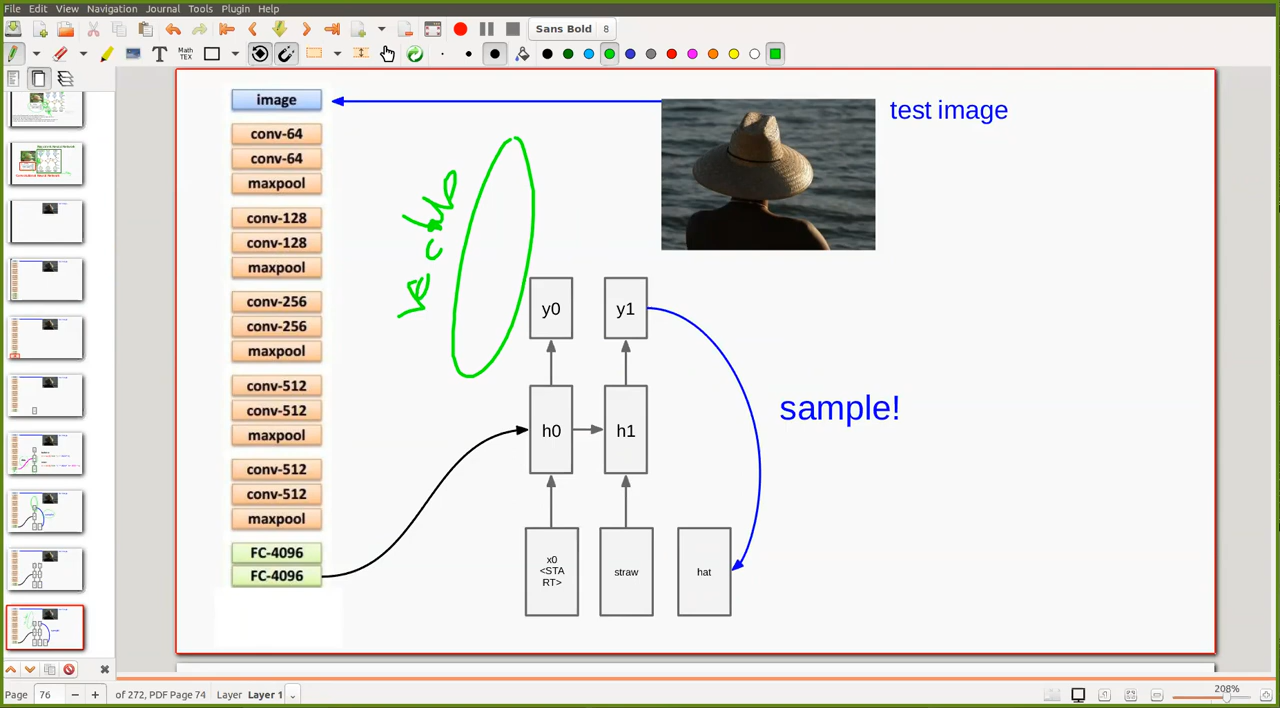 File Edit View Navigation Journal Tools Plugin Help
Sans Bold 8
Math
TEX
image
test image
conv-64
conv-64
maxpool
conv-128
conv-128
maxpool
conv-256
conv-256
maxpool
conv-512
conv-512
maxpool
conv-512
conv-512
maxpool
FC-4096
FC-4096
y0
y1
sample!
h0
h1
x0
<STA
RT>
straw
hat
Page 76 of 272, PDF Page 74 Layer Layer 1
208%